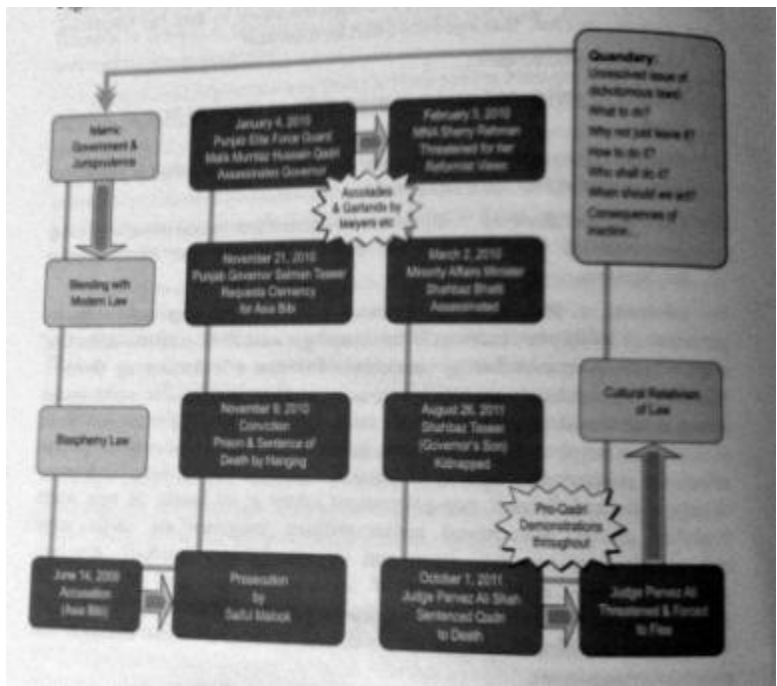 Islamic
Government &
Jurisprudence
Blending with
Modern Law
Blasphemy Law
June 14, 2009
Accusation
(Asia Bibi)
Prosecution
by
Saiful Malook
November 9, 2010
Conviction
Prison & Sentence of
Death by Hanging
November 21, 2010
Punjab Governor Salman Taseer
Requests Clemency
for Asia Bibi
January 4, 2010
Punjab Elite Force Guard
Malik Mumtaz Hussain Qadri
Assassinates Governor
Accolades
& Garlands by
lawyers etc
February 3, 2010
MNA Sherry Rehman
Threatened for Her
Reformist Views
March 2, 2010
Minority Affairs Minister
Shahbaz Bhatti
Assassinated
August 26, 2011
Shahbaz Taseer
(Governor's Son)
Kidnapped
October 1, 2011
Judge Pervez Ali Shah
Sentenced Qadri
to Death
Pro-Qadri
Demonstrations
throughout
Judge Pervez Ali
Threatened & Forced
to Flee
Cultural Relativism
of Law
Quandary:
Unresolved issue of
dichotomous laws!
What to do?
Why not just leave it?
How to do it?
Who shall do it?
When should we act?
Consequences of
inaction...